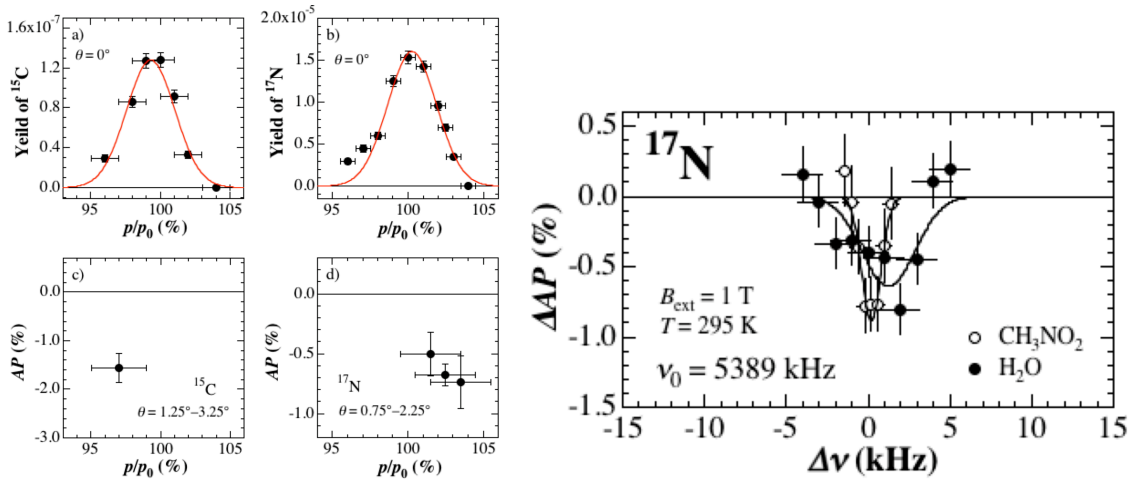 1.6×10⁻⁷
1.2
0.8
0.4
0.0
Yeild of ¹⁵C
a)
θ = 0°
95 100 105
p/p₀ (%)
2.0×10⁻⁵
1.5
1.0
0.5
0.0
Yield of ¹⁷N
b)
θ = 0°
95 100 105
p/p₀ (%)
0.0
-1.0
-2.0
-3.0
AP (%)
c)
¹⁵C
θ = 1.25°–3.25°
95 100 105
p/p₀ (%)
0.0
-0.5
-1.0
AP (%)
d)
¹⁷N
θ = 0.75°–2.25°
95 100 105
p/p₀ (%)
0.5
0.0
-0.5
-1.0
-1.5
ΔAP (%)
¹⁷N
B_ext = 1 T
T = 295 K
ν₀ = 5389 kHz
CH₃NO₂
H₂O
-15 -10 -5 0 5 10 15
Δν (kHz)